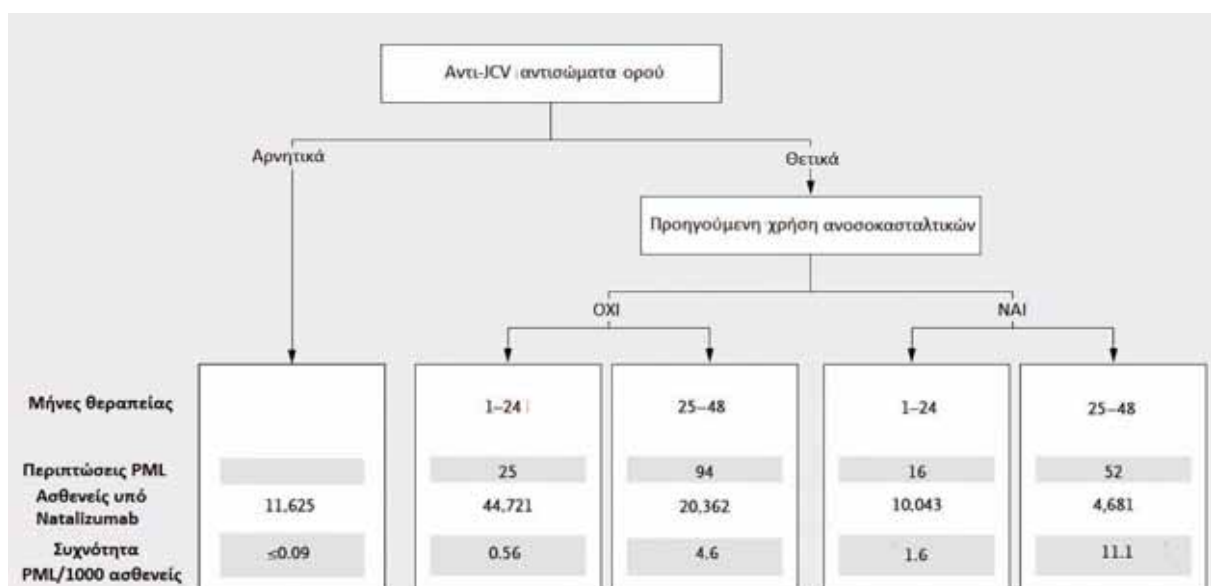 Αντι-JCV αντισώματα ορού
Αρνητικά Θετικά
Προηγούμενη χρήση ανοσοκασταλτικών
ΟΧΙ ΝΑΙ
Μήνες θεραπείας 1–24 25–48 1–24 25–48
Περιπτώσεις PML 25 94 16 52
Ασθενείς υπό
Natalizumab 11,625 44,721 20,362 10,043 4,681
Συχνότητα
PML/1000 ασθενείς ≤0.09 0.56 4.6 1.6 11.1